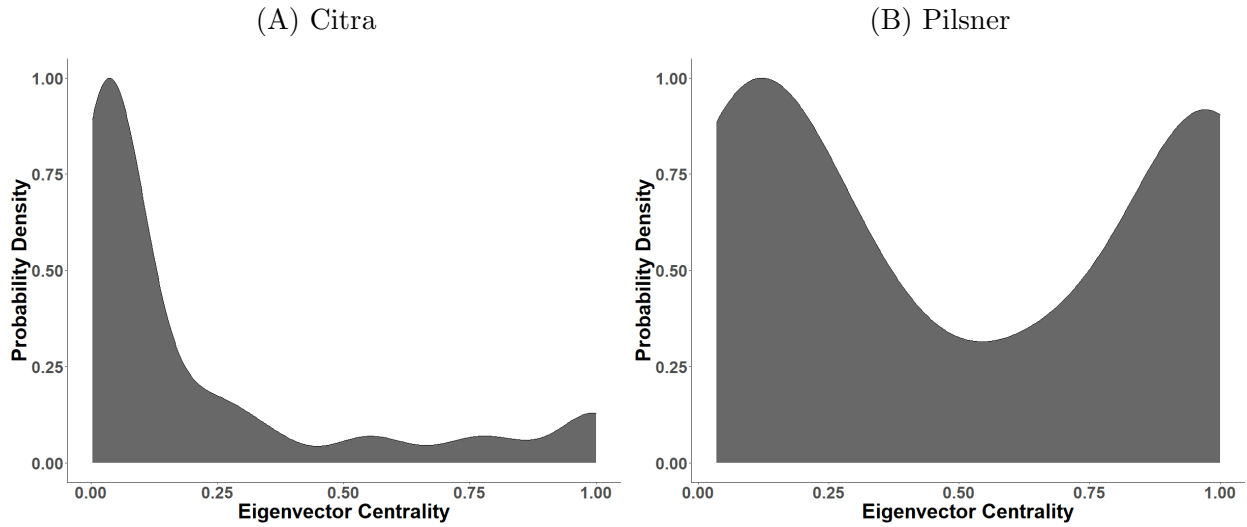 (A) Citra
(B) Pilsner
1.00
0.75
0.50
0.25
0.00
Probability Density
0.00 0.25 0.50 0.75 1.00
Eigenvector Centrality
1.00
0.75
0.50
0.25
0.00
Probability Density
0.00 0.25 0.50 0.75 1.00
Eigenvector Centrality